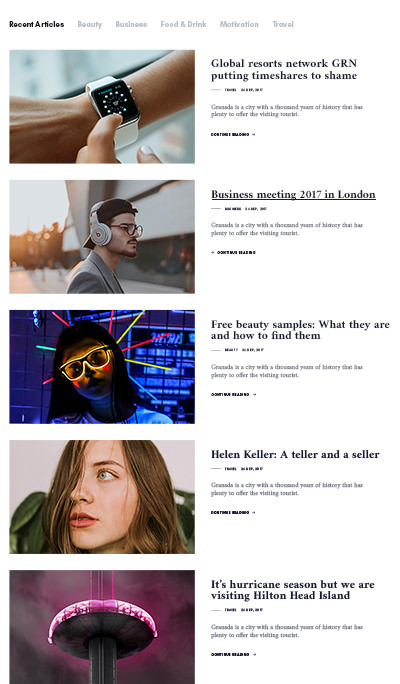 Recent Articles Beauty Business Food & Drink Motivation Travel
Global resorts network GRN
putting timeshares to shame
TRAVEL 26 SEP, 2017
Granada is a city with a thousand years of history that has
plenty to offer the visiting tourist.
CONTINUE READING →
Business meeting 2017 in London
BUSINESS 26 SEP, 2017
Granada is a city with a thousand years of history that has
plenty to offer the visiting tourist.
→ CONTINUE READING
Free beauty samples: What they are
and how to find them
BEAUTY 26 SEP, 2017
Granada is a city with a thousand years of history that has
plenty to offer the visiting tourist.
CONTINUE READING →
Helen Keller: A teller and a seller
TRAVEL 26 SEP, 2017
Granada is a city with a thousand years of history that has
plenty to offer the visiting tourist.
CONTINUE READING →
It's hurricane season but we are
visiting Hilton Head Island
TRAVEL 26 SEP, 2017
Granada is a city with a thousand years of history that has
plenty to offer the visiting tourist.
CONTINUE READING →